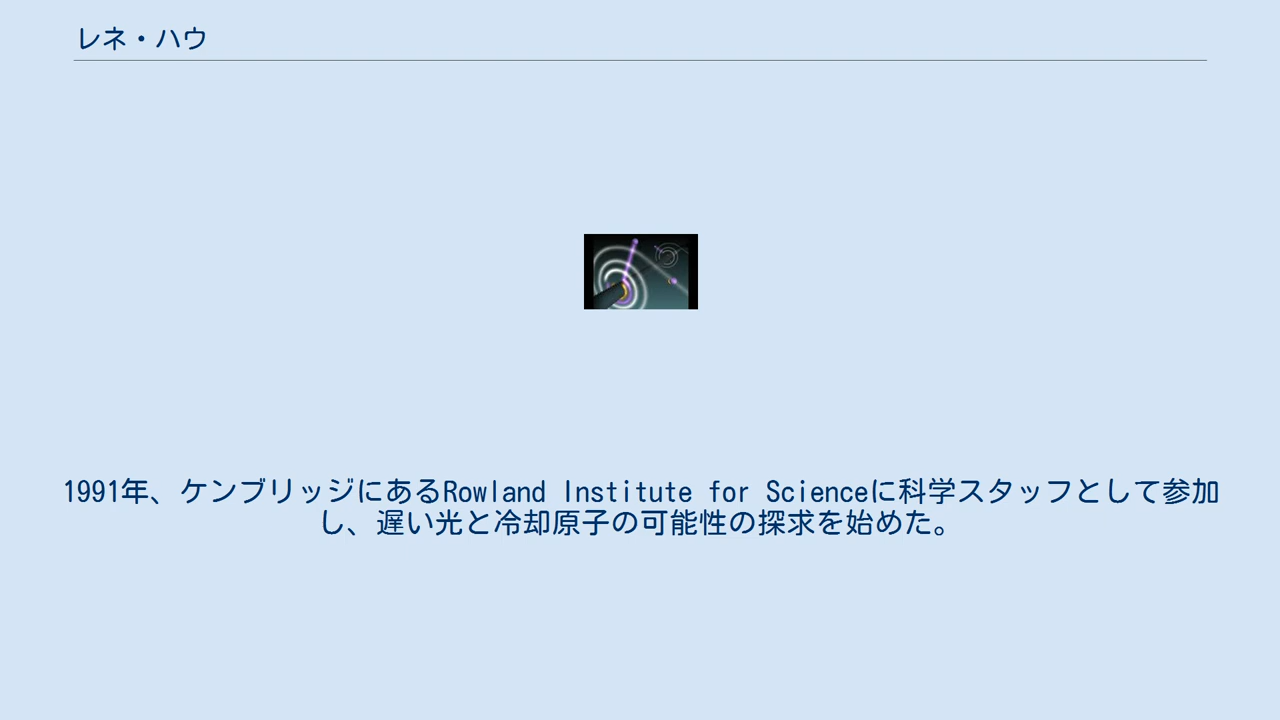 レネ・ハウ
1991年、ケンブリッジにあるRowland Institute for Scienceに科学スタッフとして参加
し、遅い光と冷却原子の可能性の探求を始めた。